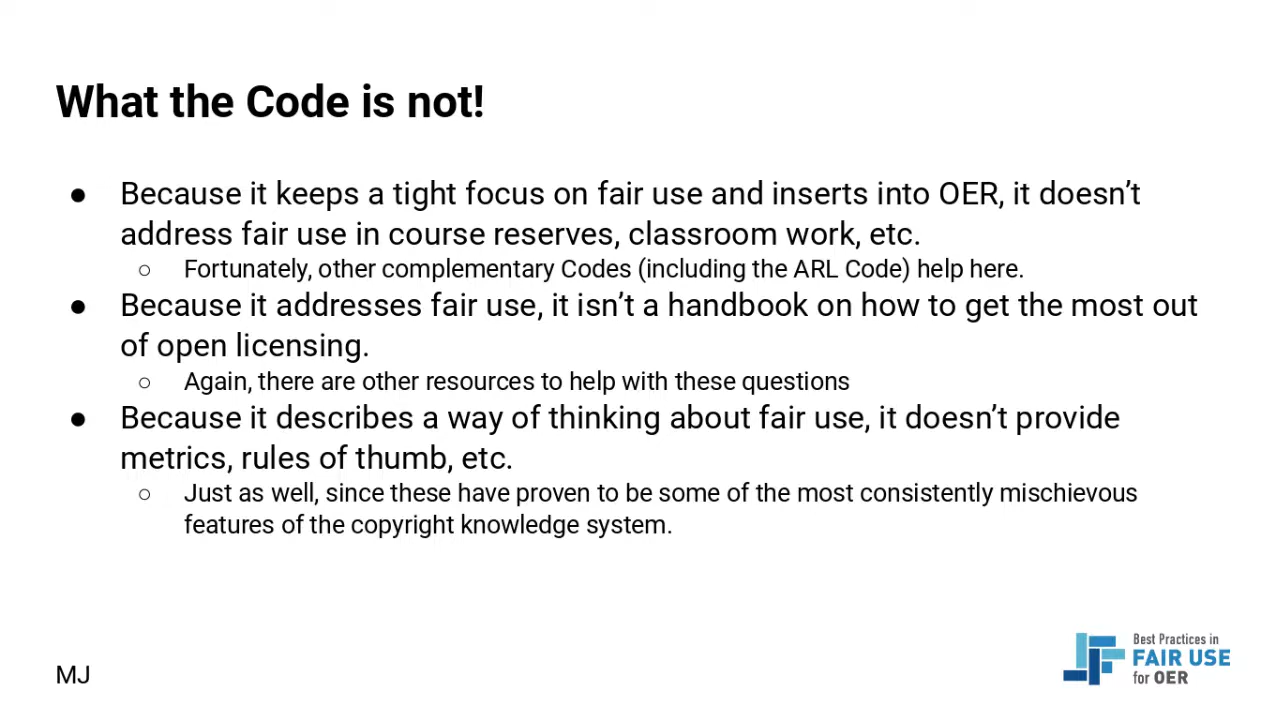 What the Code is not!
● Because it keeps a tight focus on fair use and inserts into OER, it doesn’t
address fair use in course reserves, classroom work, etc.
○ Fortunately, other complementary Codes (including the ARL Code) help here.
● Because it addresses fair use, it isn’t a handbook on how to get the most out
of open licensing.
○ Again, there are other resources to help with these questions
● Because it describes a way of thinking about fair use, it doesn’t provide
metrics, rules of thumb, etc.
○ Just as well, since these have proven to be some of the most consistently mischievous
features of the copyright knowledge system.
MJ
Best Practices in
FAIR USE
for OER